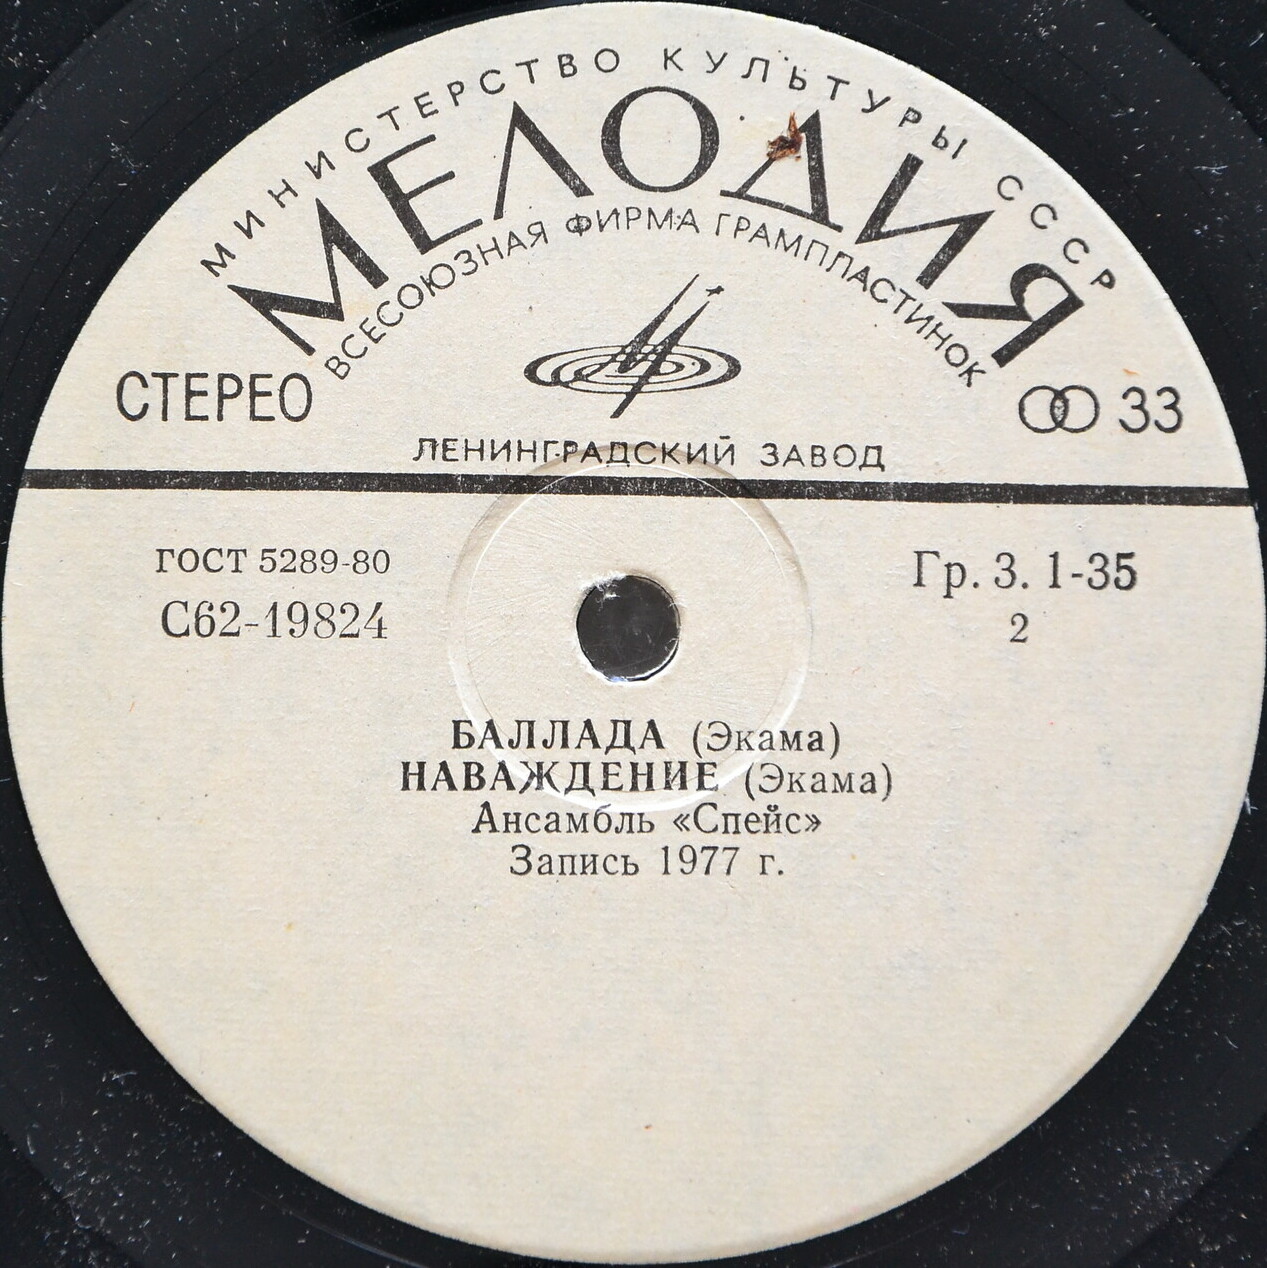 МИНИСТЕРСТВО КУЛЬТУРЫ СССР
МЕЛОДИЯ
ВСЕСОЮЗНАЯ ФИРМА ГРАМПЛАСТИНОК
СТЕРЕО
33
ЛЕНИНГРАДСКИЙ ЗАВОД
ГОСТ 5289-80
Гр. 3. 1-35
С62-19824
2
БАЛЛАДА (Экама)
НАВАЖДЕНИЕ (Экама)
Ансамбль «Спейс»
Запись 1977 г.